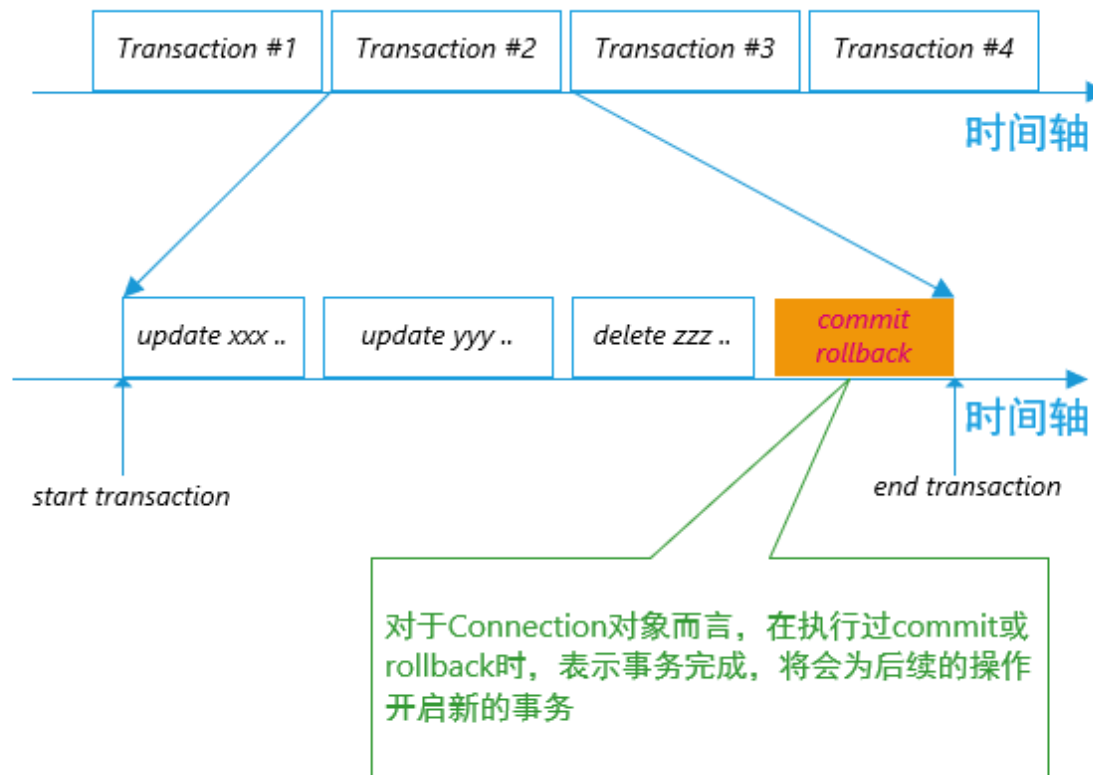 Transaction #1 Transaction #2 Transaction #3 Transaction #4
时间轴
update xxx .. update yyy .. delete zzz .. commit
rollback
时间轴
start transaction end transaction
对于Connection对象而言，在执行过commit或
rollback时，表示事务完成，将会为后续的操作
开启新的事务